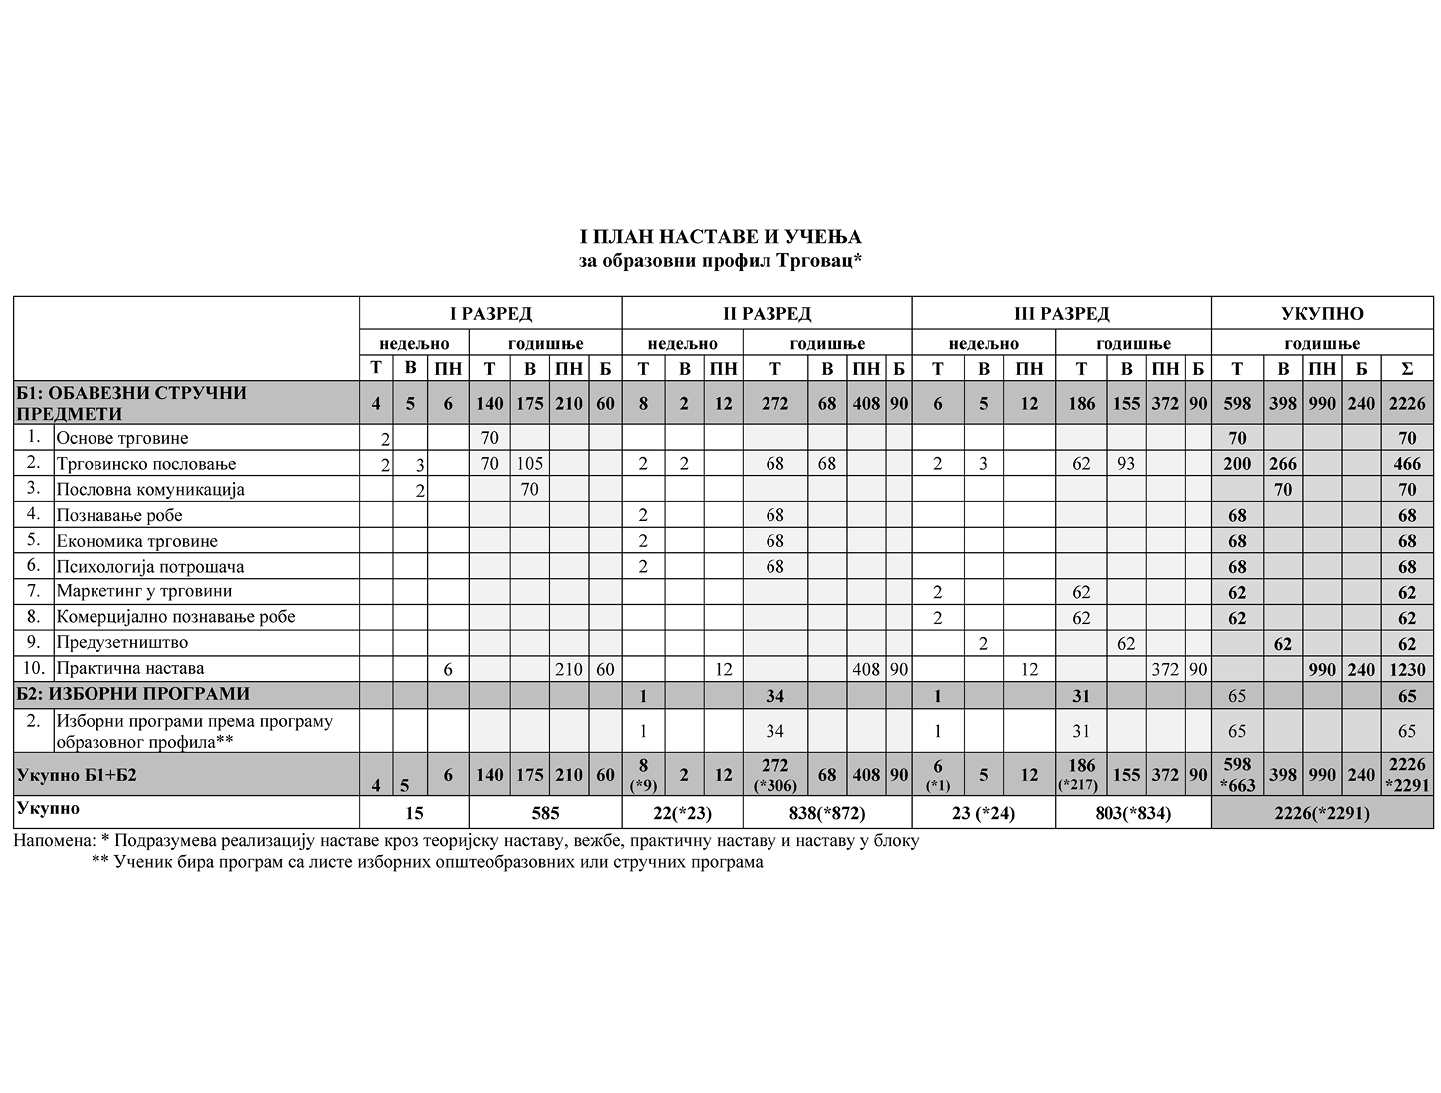 I ПЛАН НАСТАВЕ И УЧЕЊА
за образовни профил Трговац*
I РАЗРЕД II РАЗРЕД III РАЗРЕД УКУПНО
недељно годишње недељно годишње недељно годишње годишње
Т В ПН Т В ПН Б Т В ПН Т В ПН Б Т В ПН Т В ПН Б Т В ПН Б Σ
Б1: ОБАВЕЗНИ СТРУЧНИ
ПРЕДМЕТИ 4 5 6 140 175 210 60 8 2 12 272 68 408 90 6 5 12 186 155 372 90 598 398 990 240 2226
1. Основе трговине 2 70 70 70
2. Трговинско пословање 2 3 70 105 2 2 68 68 2 3 62 93 200 266 466
3. Пословна комуникација 2 70 70 70
4. Познавање робе 2 68 68 68
5. Економика трговине 2 68 68 68
6. Психологија потрошача 2 68 68 68
7. Маркетинг у трговини 2 62 62 62
8. Комерцијално познавање робе 2 62 62 62
9. Предузетништво 2 62 62 62
10. Практична настава 6 210 60 12 408 90 12 372 90 990 240 1230
Б2: ИЗБОРНИ ПРОГРАМИ 1 34 1 31 65 65
2. Изборни програми према програму
образовног профила** 1 34 1 31 65 65
Укупно Б1+Б2 4 5 6 140 175 210 60 8 2 12 272 68 408 90 6 5 12 186 155 372 90 598 398 990 240 2226
(*9) (*306) (*1) (*217) *663 *2291
Укупно 15 585 22(*23) 838(*872) 23 (*24) 803(*834) 2226(*2291)
Напомена: * Подразумева реализацију наставе кроз теоријску наставу, вежбе, практичну наставу и наставу у блоку
** Ученик бира програм са листе изборних општеобразовних или стручних програма